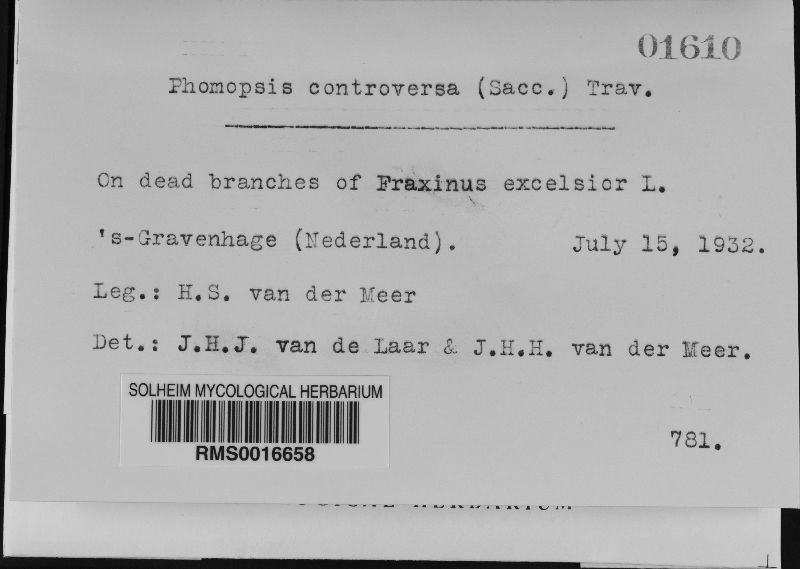 01610
Phomopsis controversa (Sacc.) Trav.
On dead branches of Fraxinus excelsior L.
's-Gravenhage (Nederland). July 15, 1932.
Leg.: H.S. van der Meer
Det.: J.H.J. van de Laar & J.H.H. van der Meer.
SOLHEIM MYCOLOGICAL HERBARIUM
RMS0016658
781.
HERBARIUM